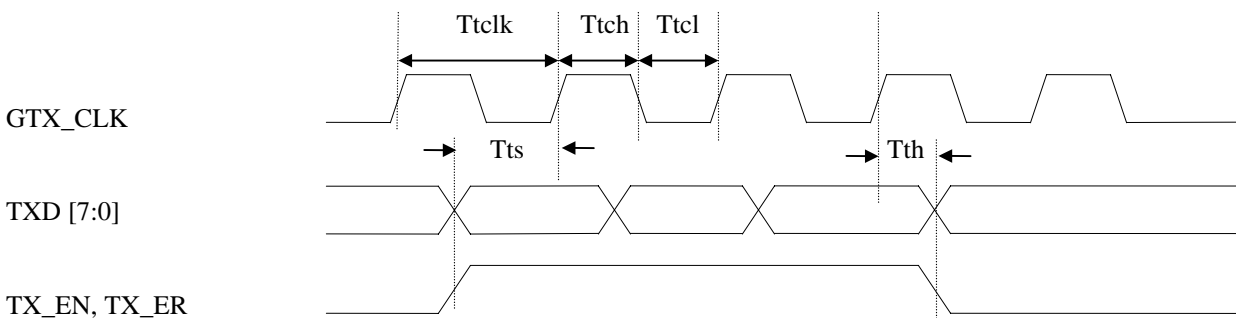 Ttclk Ttch Ttcl
GTX_CLK
Tts Tth
TXD [7:0]
TX_EN, TX_ER